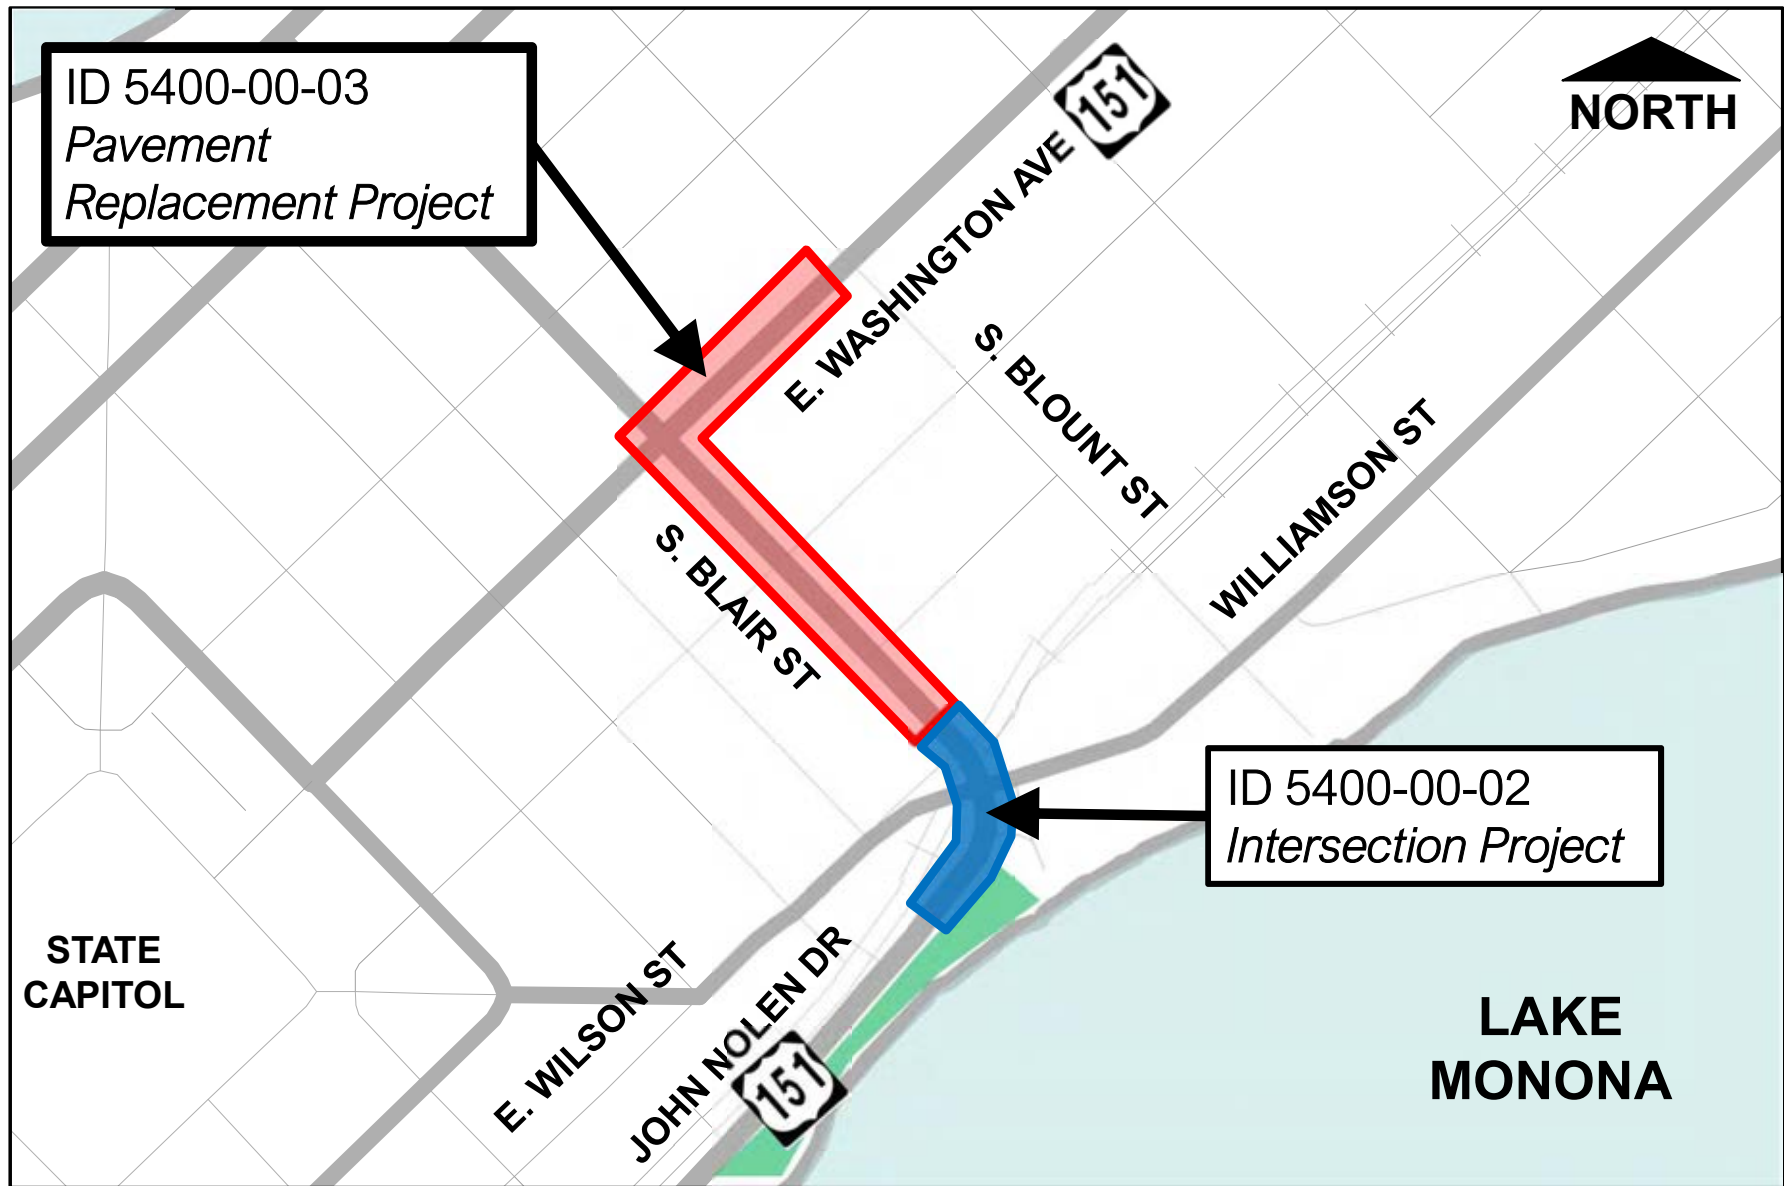 ID 5400-00-03
Pavement
Replacement Project
151
NORTH
E. WASHINGTON AVE
S. BLOUNT ST
WILLIAMSON ST
S. BLAIR ST
ID 5400-00-02
Intersection Project
STATE
CAPITOL
E. WILSON ST
JOHN NOLEN DR
151
LAKE
MONONA